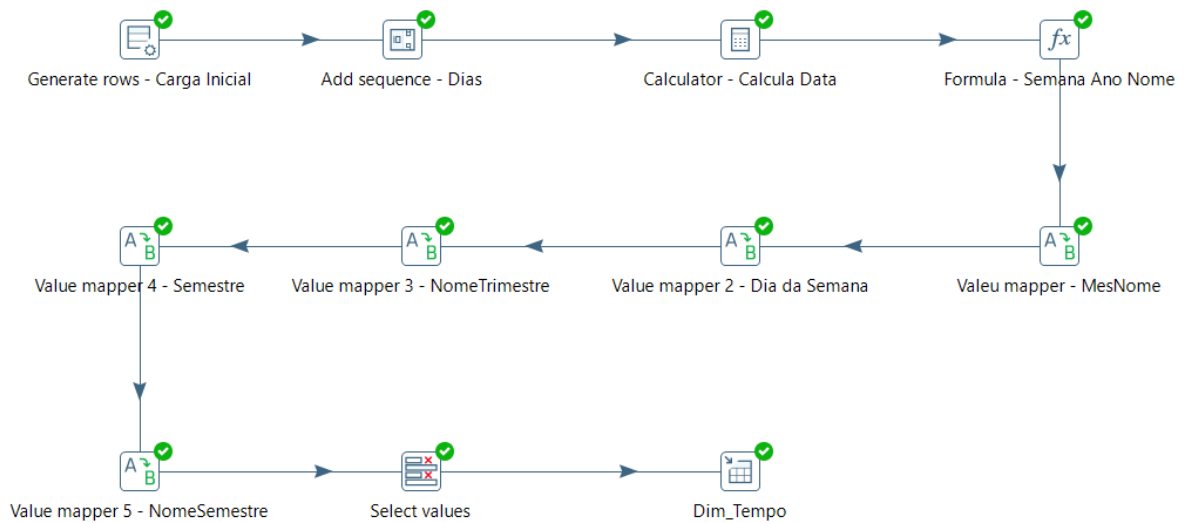 Generate rows - Carga Inicial
Add sequence - Dias
Calculator - Calcula Data
fx
Formula - Semana Ano Nome
A B
Value mapper 4 - Semestre
A B
Value mapper 3 - NomeTrimestre
A B
Value mapper 2 - Dia da Semana
A B
Valeu mapper - MesNome
A B
Value mapper 5 - NomeSemestre
Select values
Dim_Tempo